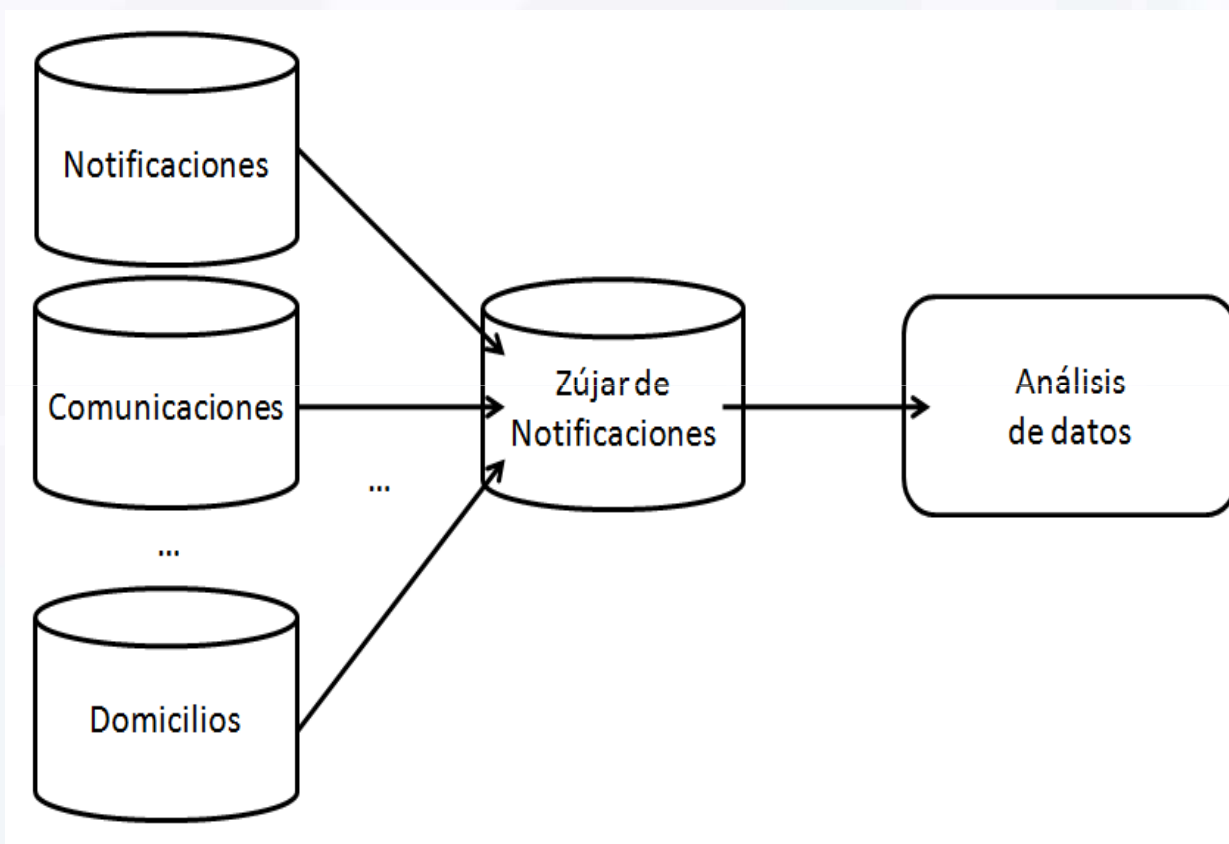 Notificaciones
Comunicaciones
...
...
Domicilios
Zújar de
Notificaciones
Análisis
de datos